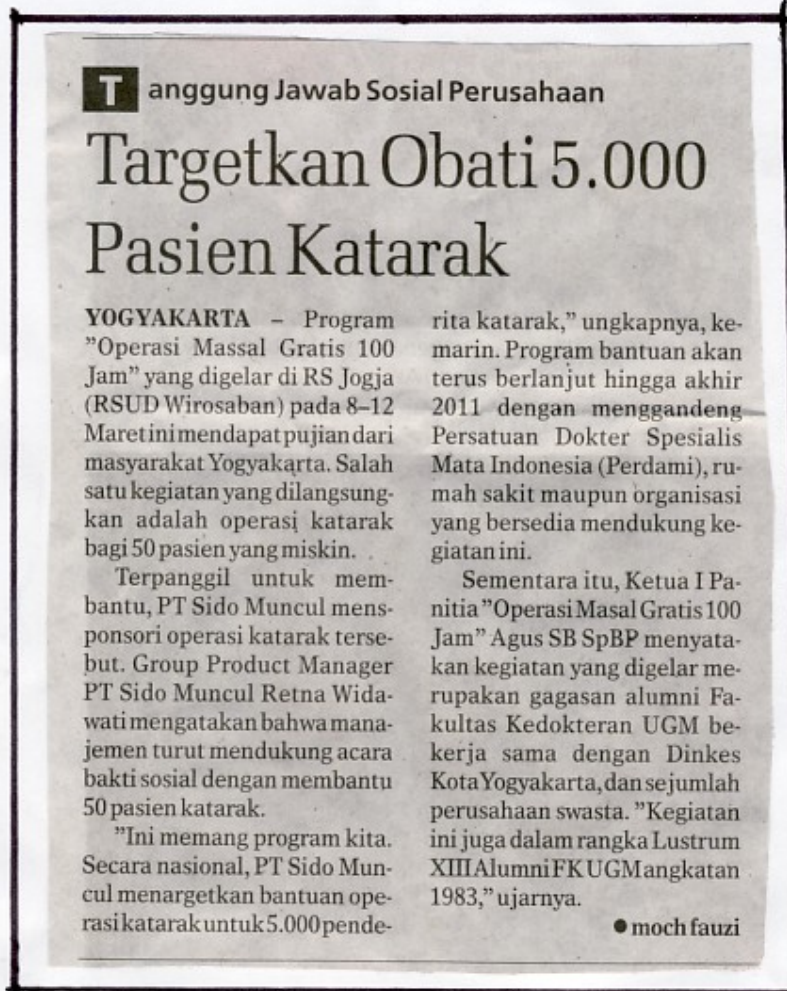 Tanggung Jawab Sosial Perusahaan
Targetkan Obati 5.000
Pasien Katarak
YOGYAKARTA – Program
”Operasi Massal Gratis 100
Jam” yang digelar di RS Jogja
(RSUD Wirosaban) pada 8–12
Maret ini mendapat pujian dari
masyarakat Yogyakarta. Salah
satu kegiatan yang dilangsung-
kan adalah operasi katarak
bagi 50 pasien yang miskin.
Terpanggil untuk mem-
bantu, PT Sido Muncul mens-
ponsori operasi katarak terse-
but. Group Product Manager
PT Sido Muncul Retna Wida-
wati mengatakan bahwa mana-
jemen turut mendukung acara
bakti sosial dengan membantu
50 pasien katarak.
”Ini memang program kita.
Secara nasional, PT Sido Mun-
cul menargetkan bantuan ope-
rasi katarak untuk 5.000 pende-
rita katarak,” ungkapnya, ke-
marin. Program bantuan akan
terus berlanjut hingga akhir
2011 dengan menggandeng
Persatuan Dokter Spesialis
Mata Indonesia (Perdami), ru-
mah sakit maupun organisasi
yang bersedia mendukung ke-
giatan ini.
Sementara itu, Ketua I Pa-
nitia ”Operasi Masal Gratis 100
Jam” Agus SB SpBP menyata-
kan kegiatan yang digelar me-
rupakan gagasan alumni Fa-
kultas Kedokteran UGM be-
kerja sama dengan Dinkes
Kota Yogyakarta, dan sejumlah
perusahaan swasta. ”Kegiatan
ini juga dalam rangka Lustrum
XIII Alumni FK UGM angkatan
1983,” ujarnya.
● moch fauzi